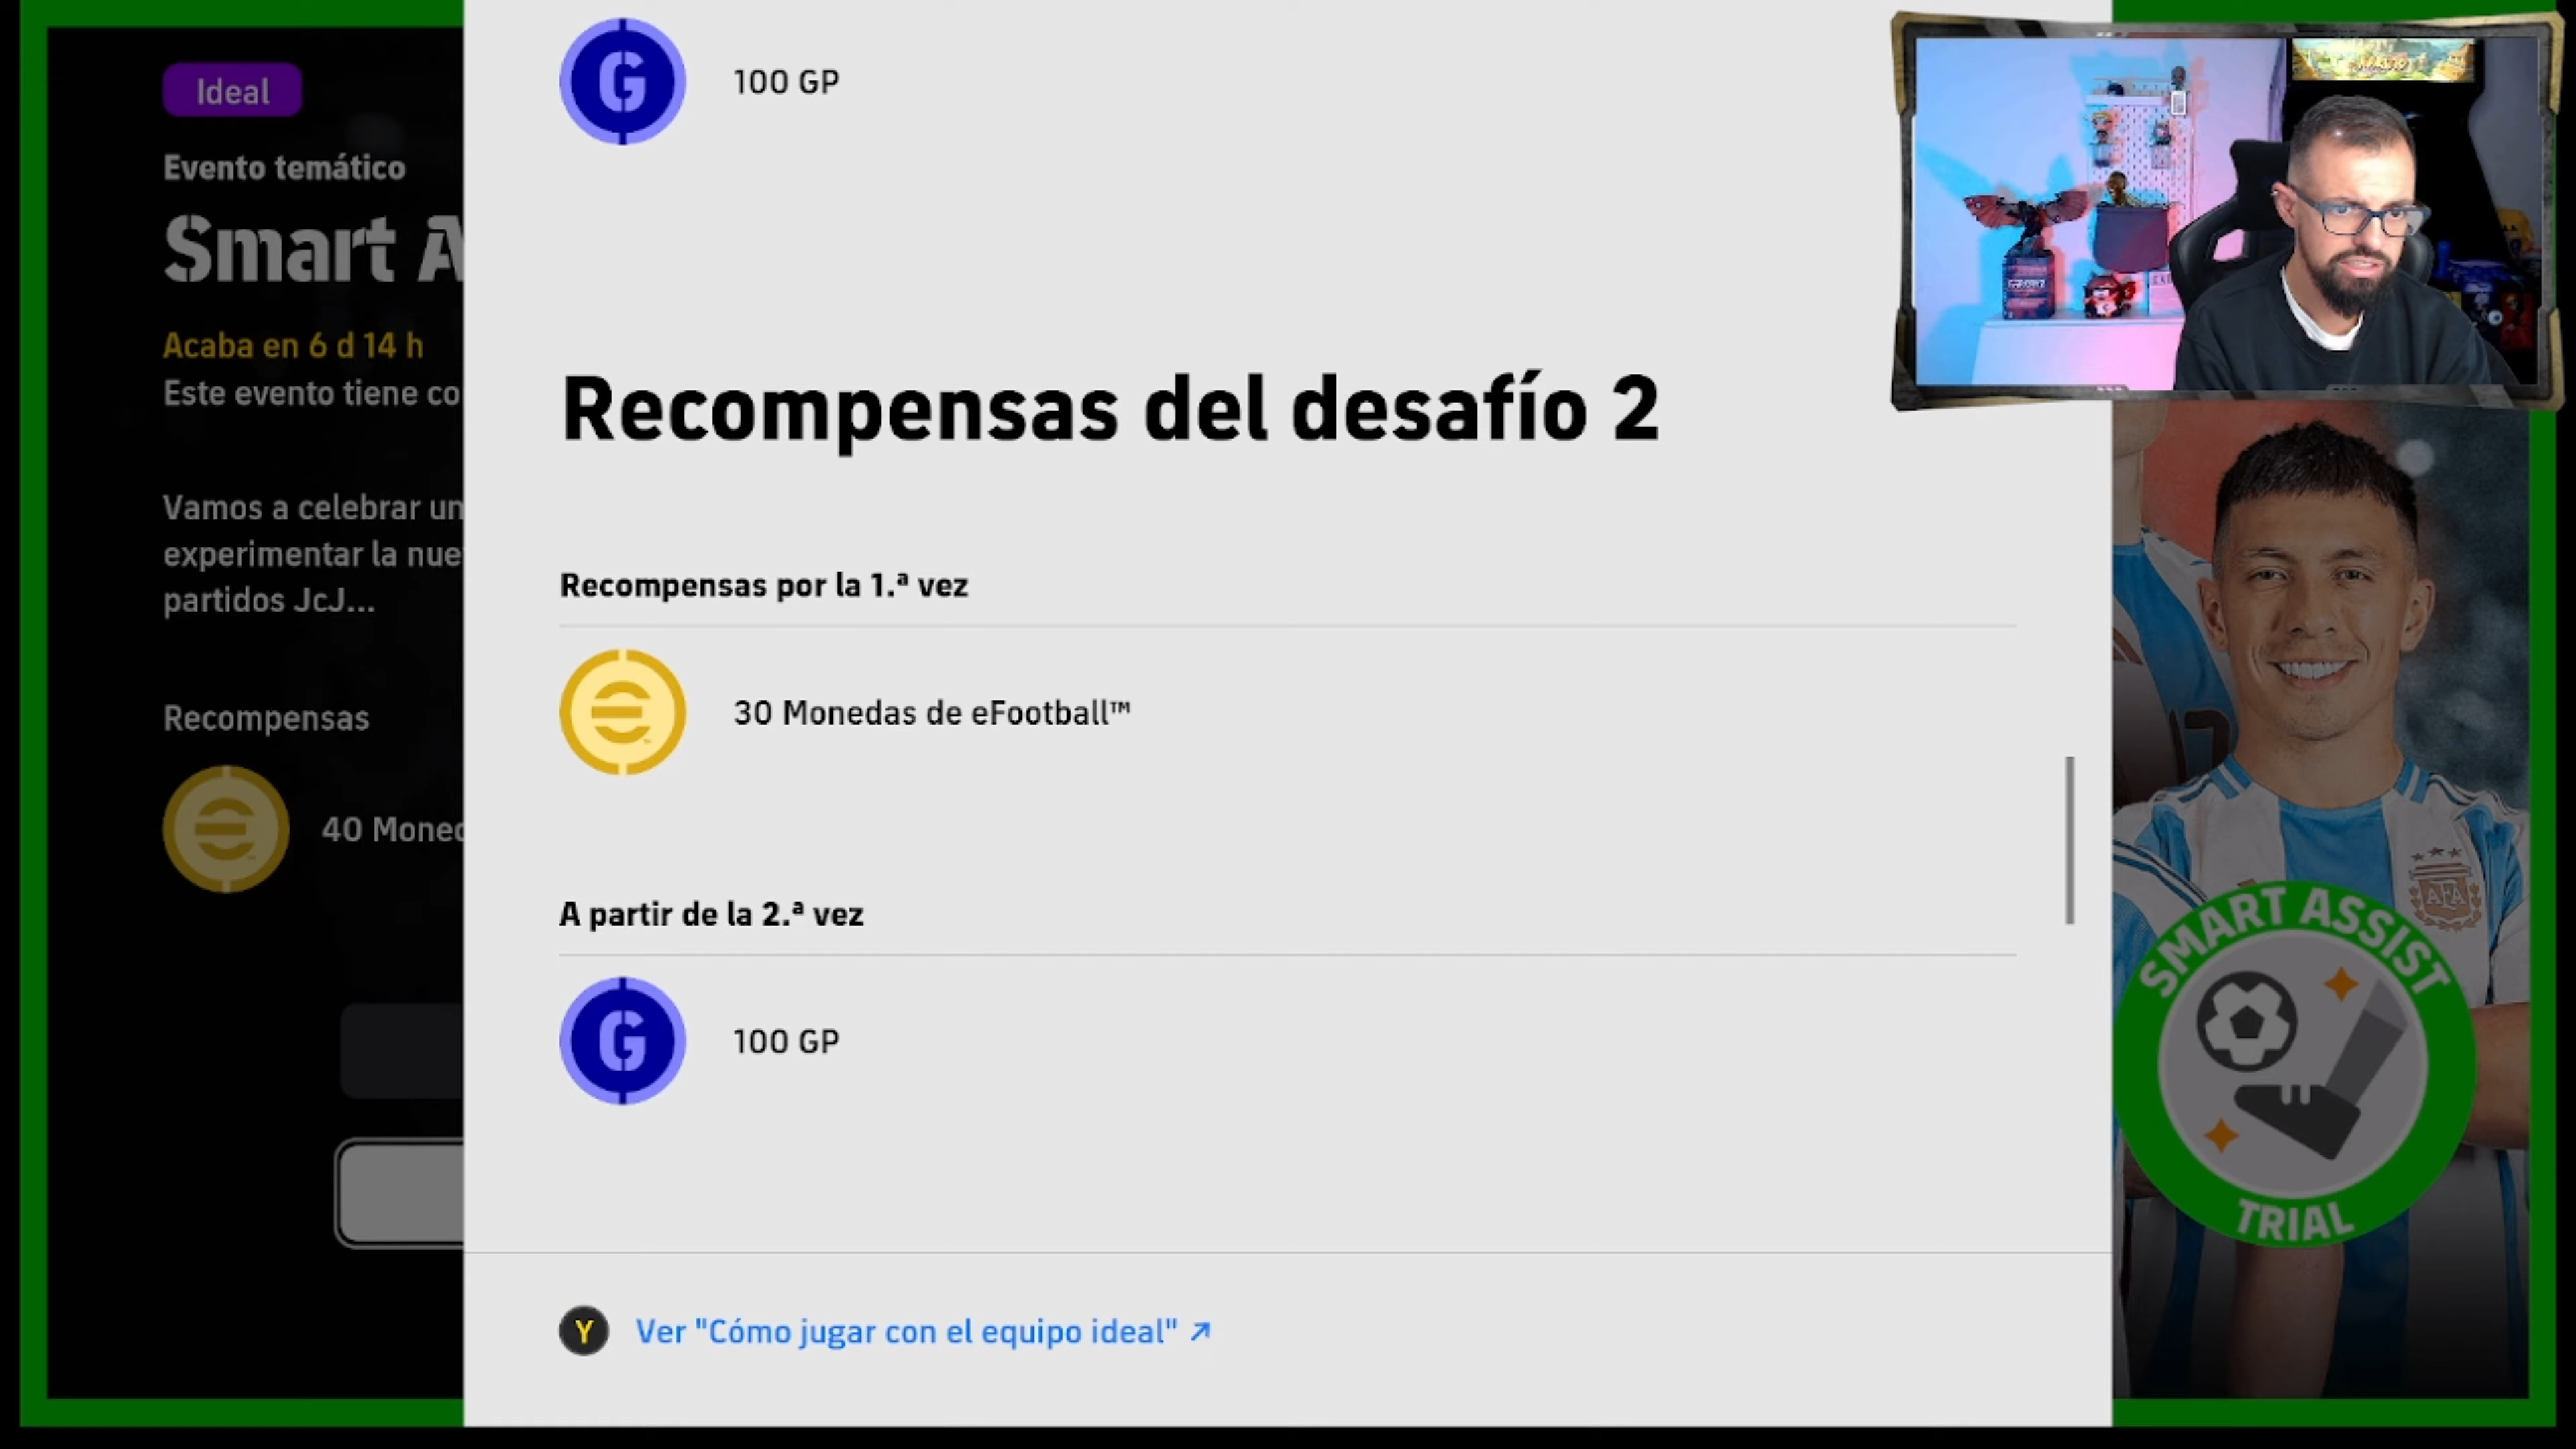 100 GP
Ideal
Evento temático
Smart A
Acaba en 6 d 14 h
Este evento tiene co
Vamos a celebrar un
experimentar la nue
partidos JcJ...
Recompensas
40 Moned
Recompensas del desafío 2
Recompensas por la 1.ª vez
30 Monedas de eFootball™
A partir de la 2.ª vez
100 GP
Y Ver "Cómo jugar con el equipo ideal"
AFA
SMART ASSIST
TRIAL